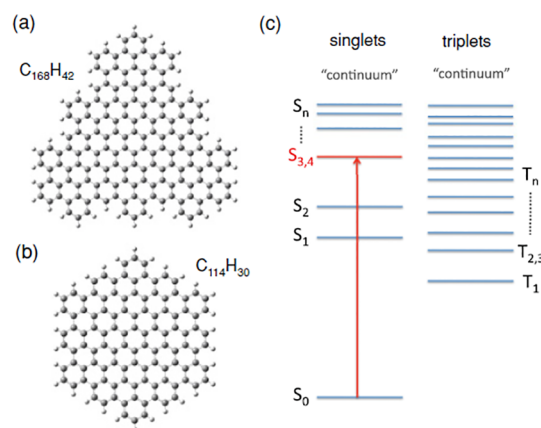 (a)
C168H42
(b)
C114H30
(c)
singlets
triplets
"continuum"
"continuum"
Sn
S3,4
S2
S1
S0
Tn
T2,3
T1